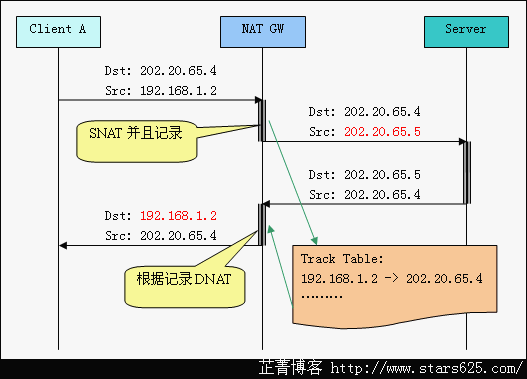 Client A
NAT GW
Server
Dst: 202.20.65.4
Src: 192.168.1.2
SNAT 并且记录
Dst: 202.20.65.4
Src: 202.20.65.5
Dst: 202.20.65.5
Src: 202.20.65.4
Dst: 192.168.1.2
Src: 202.20.65.4
根据记录DNAT
Track Table:
192.168.1.2 -> 202.20.65.4
………
芷菁博客 http://www.stars625.com/